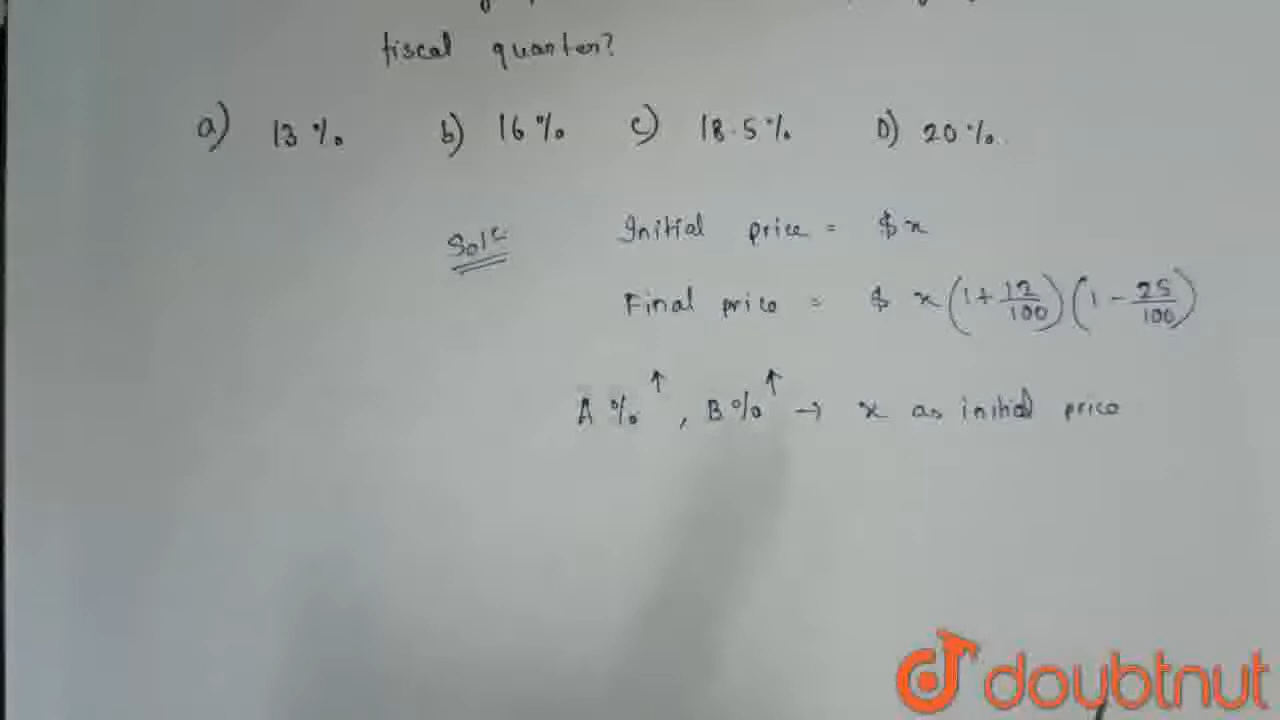 fiscal quarter?
a) 13 % b) 16 % c) 18.5 % D) 20 %.
Initial price = $ x
Final price = $ x (1 + 12/100) (1 - 25/100)
A % ↑ , B % ↑ → x as initial price
doubtnut